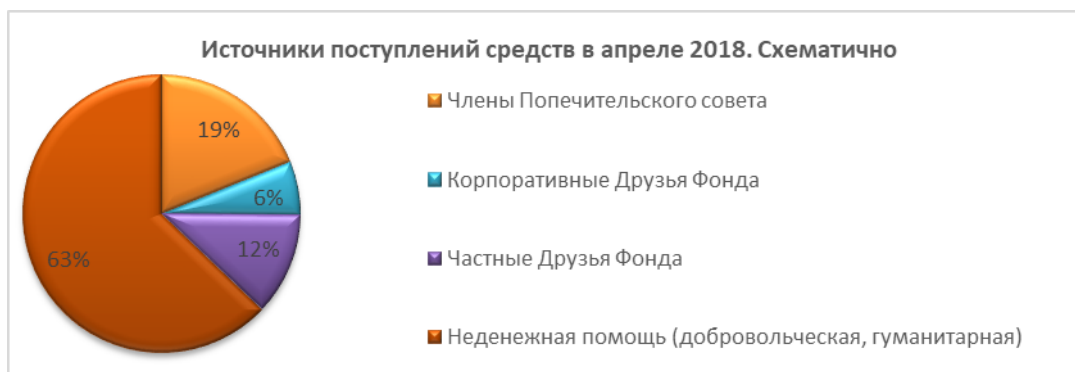 Источники поступлений средств в апреле 2018. Схематично
19%
6%
12%
63%
Члены Попечительского совета
Корпоративные Друзья Фонда
Частные Друзья Фонда
Неденежная помощь (добровольческая, гуманитарная)